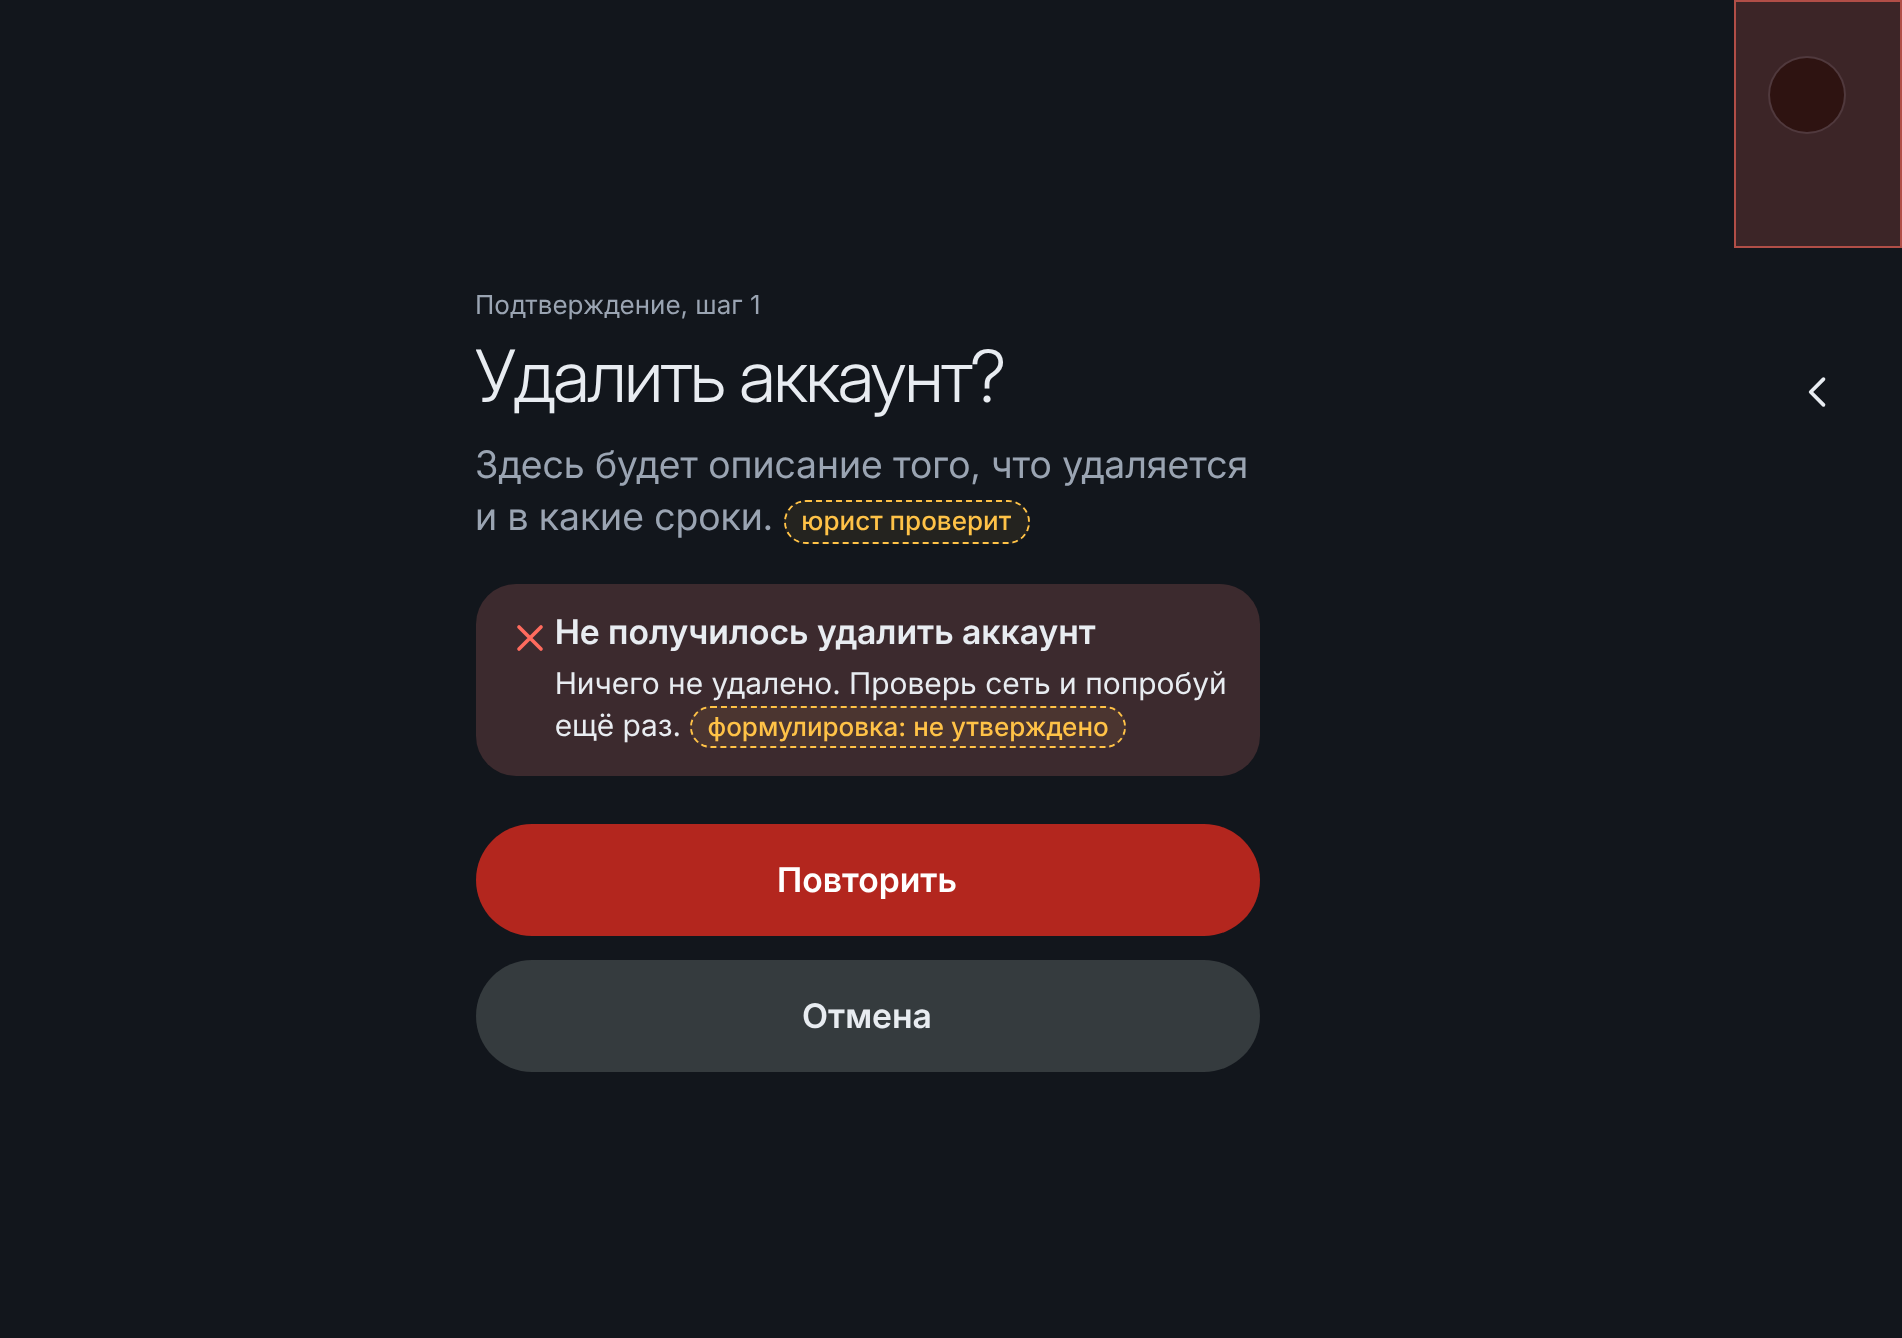 Подтверждение, шаг 1
Удалить аккаунт?
Здесь будет описание того, что удаляется
и в какие сроки. юрист проверит
Не получилось удалить аккаунт
Ничего не удалено. Проверь сеть и попробуй
ещё раз. формулировка: не утверждено
Повторить
Отмена